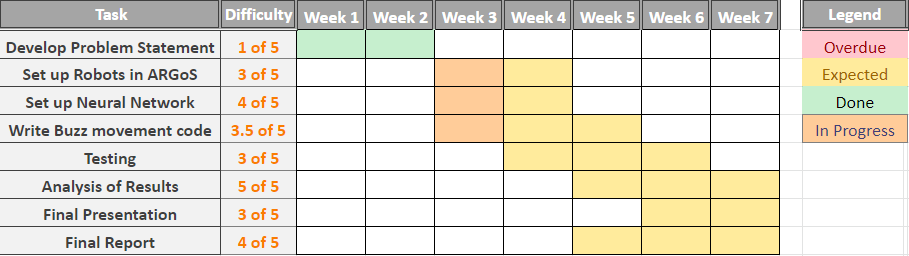 Task Difficulty Week 1 Week 2 Week 3 Week 4 Week 5 Week 6 Week 7 Legend
Develop Problem Statement 1 of 5 Overdue
Set up Robots in ARGoS 3 of 5 Expected
Set up Neural Network 4 of 5 Done
Write Buzz movement code 3.5 of 5 In Progress
Testing 3 of 5
Analysis of Results 5 of 5
Final Presentation 3 of 5
Final Report 4 of 5